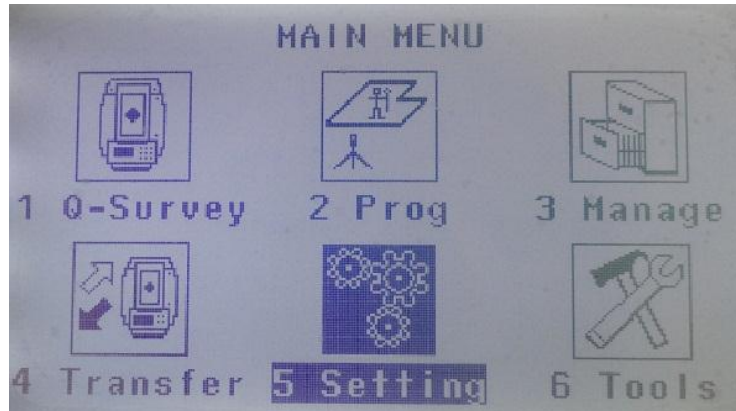 MAIN MENU
1 Q-Survey 2 Prog 3 Manage
4 Transfer 5 Setting 6 Tools